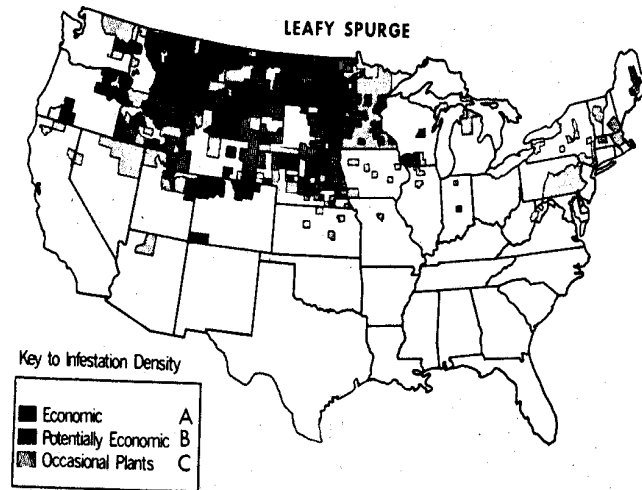 LEAFY SPURGE
Key to Infestation Density
Economic A
Potentially Economic B
Occasional Plants C